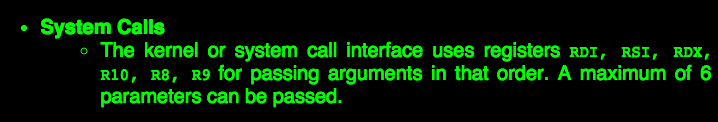 • System Calls
◦ The kernel or system call interface uses registers RDI, RSI, RDX,
R10, R8, R9 for passing arguments in that order. A maximum of 6
parameters can be passed.